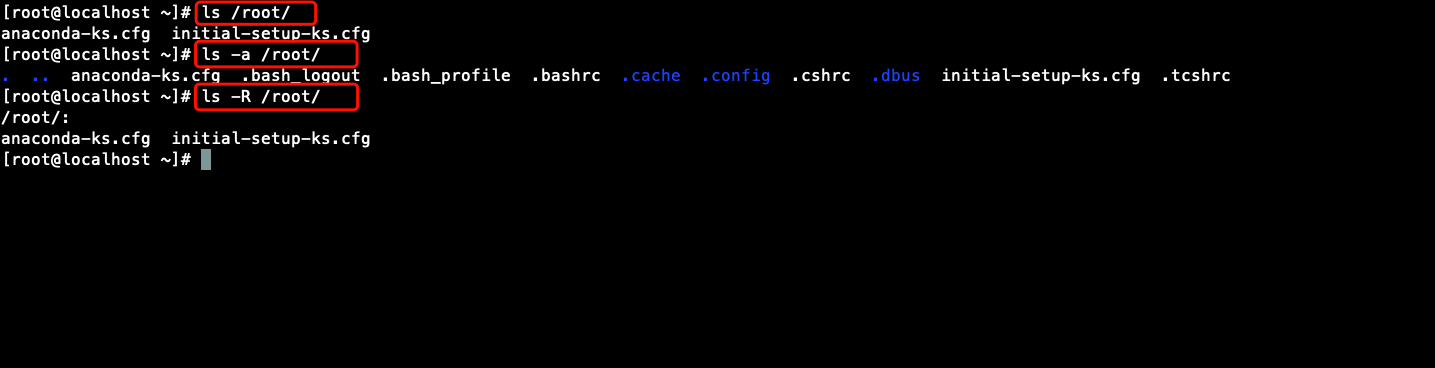 [root@localhost ~]# ls /root/
anaconda-ks.cfg  initial-setup-ks.cfg
[root@localhost ~]# ls -a /root/
.  ..  anaconda-ks.cfg  .bash_logout  .bash_profile  .bashrc  .cache  .config  .cshrc  .dbus  initial-setup-ks.cfg  .tcshrc
[root@localhost ~]# ls -R /root/
/root/:
anaconda-ks.cfg  initial-setup-ks.cfg
[root@localhost ~]#